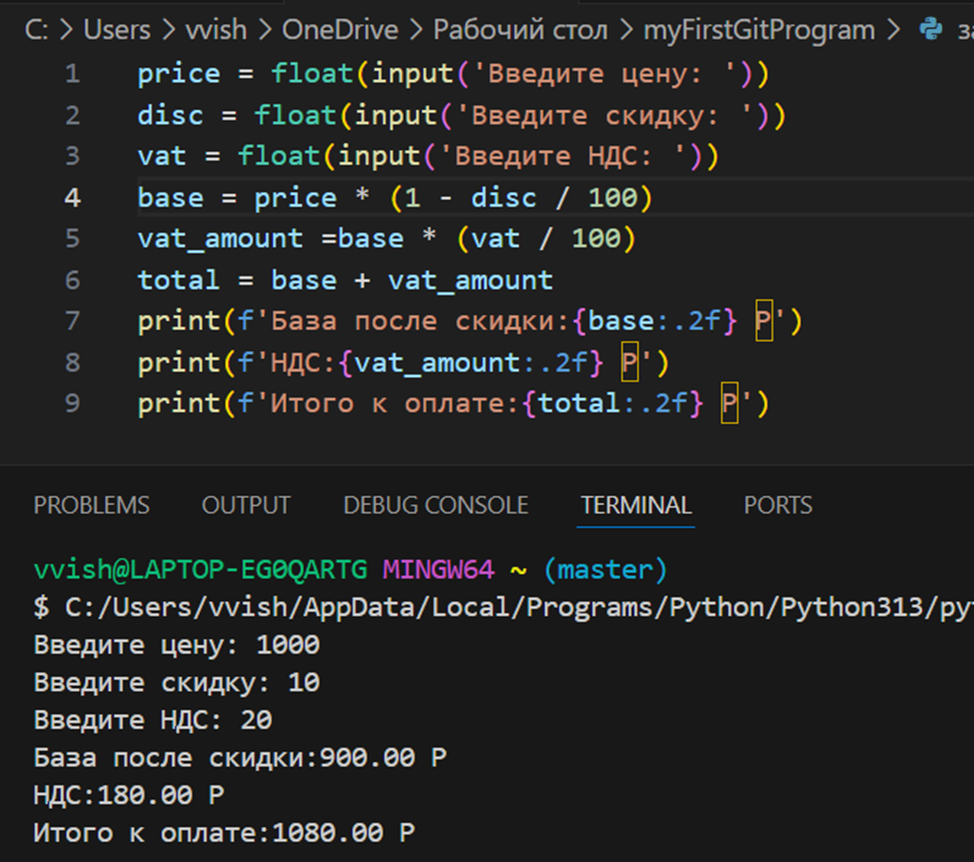 C: > Users > vvish > OneDrive > Рабочий стол > myFirstGitProgram >
1 price = float(input('Введите цену: '))
2 disc = float(input('Введите скидку: '))
3 vat = float(input('Введите НДС: '))
4 base = price * (1 - disc / 100)
5 vat_amount =base * (vat / 100)
6 total = base + vat_amount
7 print(f'База после скидки:{base:.2f} Р')
8 print(f'НДС:{vat_amount:.2f} Р')
9 print(f'Итого к оплате:{total:.2f} Р')
PROBLEMS OUTPUT DEBUG CONSOLE TERMINAL PORTS
vvish@LAPTOP-EG0QARTG MINGW64 ~ (master)
$ C:/Users/vvish/AppData/Local/Programs/Python/Python313/pyt
Введите цену: 1000
Введите скидку: 10
Введите НДС: 20
База после скидки:900.00 Р
НДС:180.00 Р
Итого к оплате:1080.00 Р